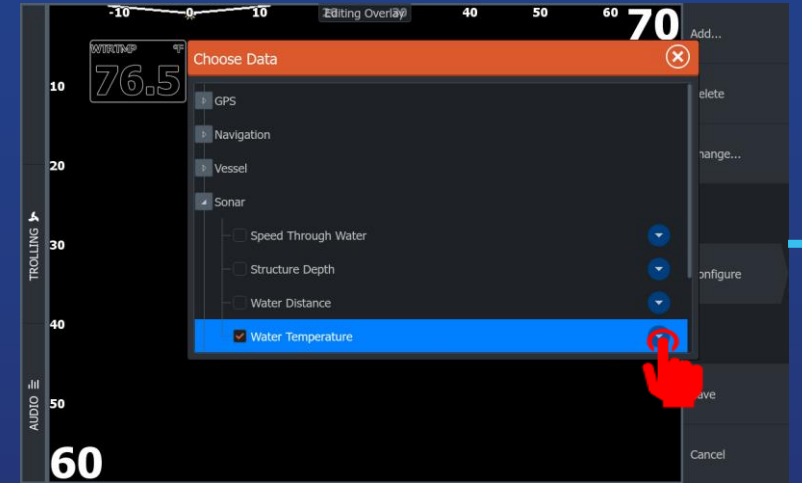 -10 0 10 Editing Overlay 40 50 60 70
WTRTMP °F
76.5
10
20
30
40
50
60
TROLLING
AUDIO
Choose Data
GPS
Navigation
Vessel
Sonar
Speed Through Water
Structure Depth
Water Distance
Water Temperature
Add...
elete
hange...
onfigure
ave
Cancel